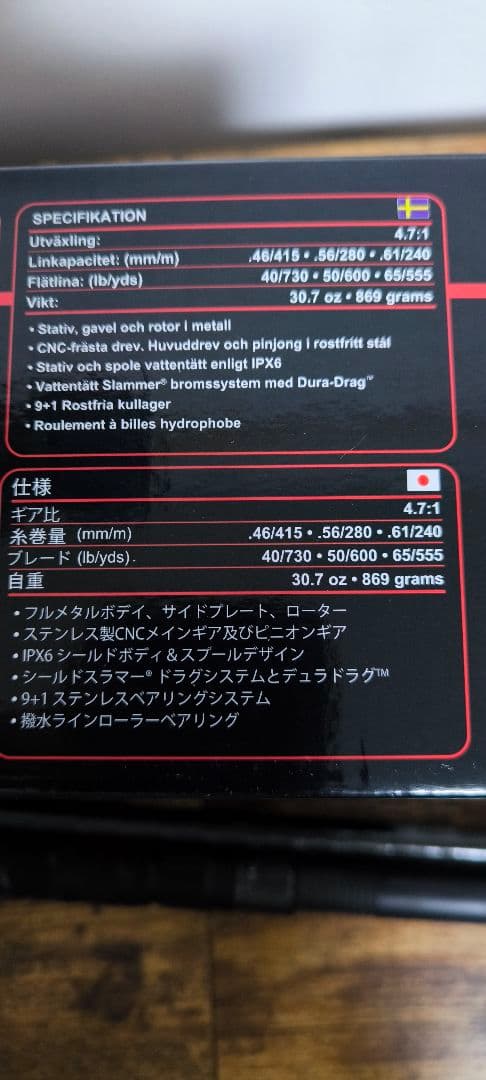 SPECIFIKATION
Utväxling: 4.7:1
Linkapacitet: (mm/m) .46/415 • .56/280 • .61/240
Flätlina: (lb/yds) 40/730 • 50/600 • 65/555
Vikt: 30.7 oz • 869 grams
• Stativ, gavel och rotor i metall
• CNC-frästa drev. Huvuddrev och pinjong i rostfritt stål
• Stativ och spole vattentätt enligt IPX6
• Vattentätt Slammer® bromssystem med Dura-Drag™
• 9+1 Rostfria kullager
• Roulement à billes hydrophobe
仕様
ギア比 4.7:1
糸巻量 (mm/m) .46/415 • .56/280 • .61/240
ブレード (lb/yds). 40/730 • 50/600 • 65/555
自重 30.7 oz • 869 grams
• フルメタルボデイ、サイドプレート、ローター
• ステンレス製CNCメインギア及びピニオンギア
• IPX6 シールドボディ＆スプールデザイン
• シールドスラマー® ドラグシステムとデュラドラグ™
• 9+1 ステンレスベアリングシステム
• 撥水ラインローラーベアリング